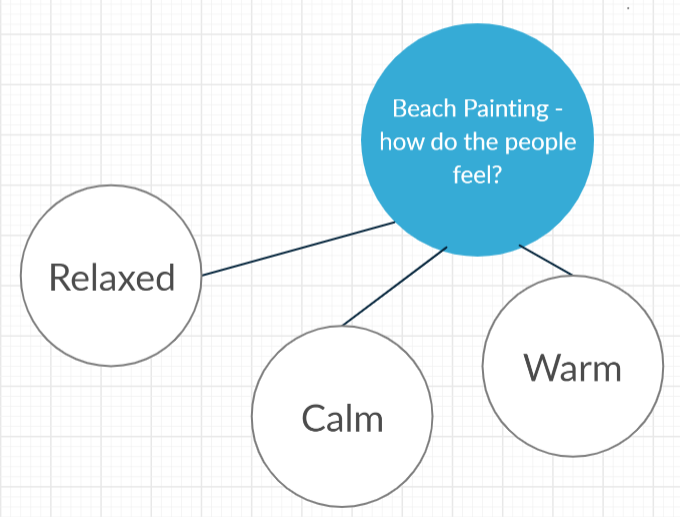 Beach Painting -
how do the people
feel?
Relaxed
Calm
Warm